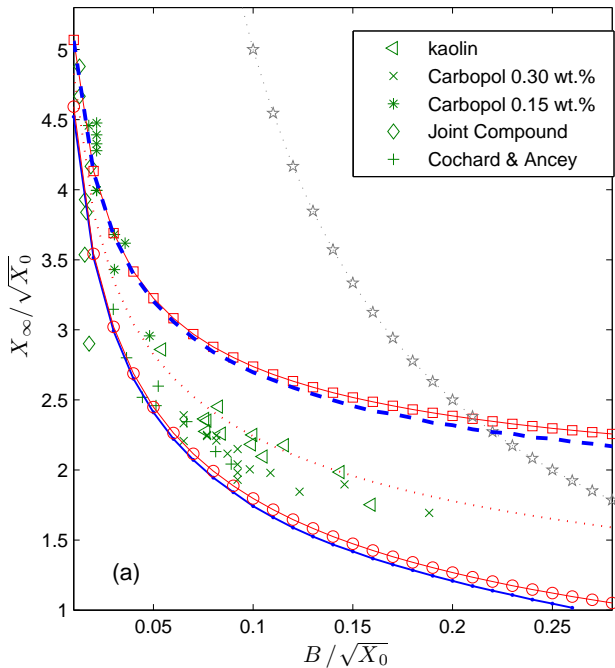 5
4.5
4
3.5
3
2.5
2
1.5
1
X∞/√X0
kaolin
Carbopol 0.30 wt.%
Carbopol 0.15 wt.%
Joint Compound
Cochard & Ancey
(a)
0.05
0.1
0.15
0.2
0.25
B/√X0